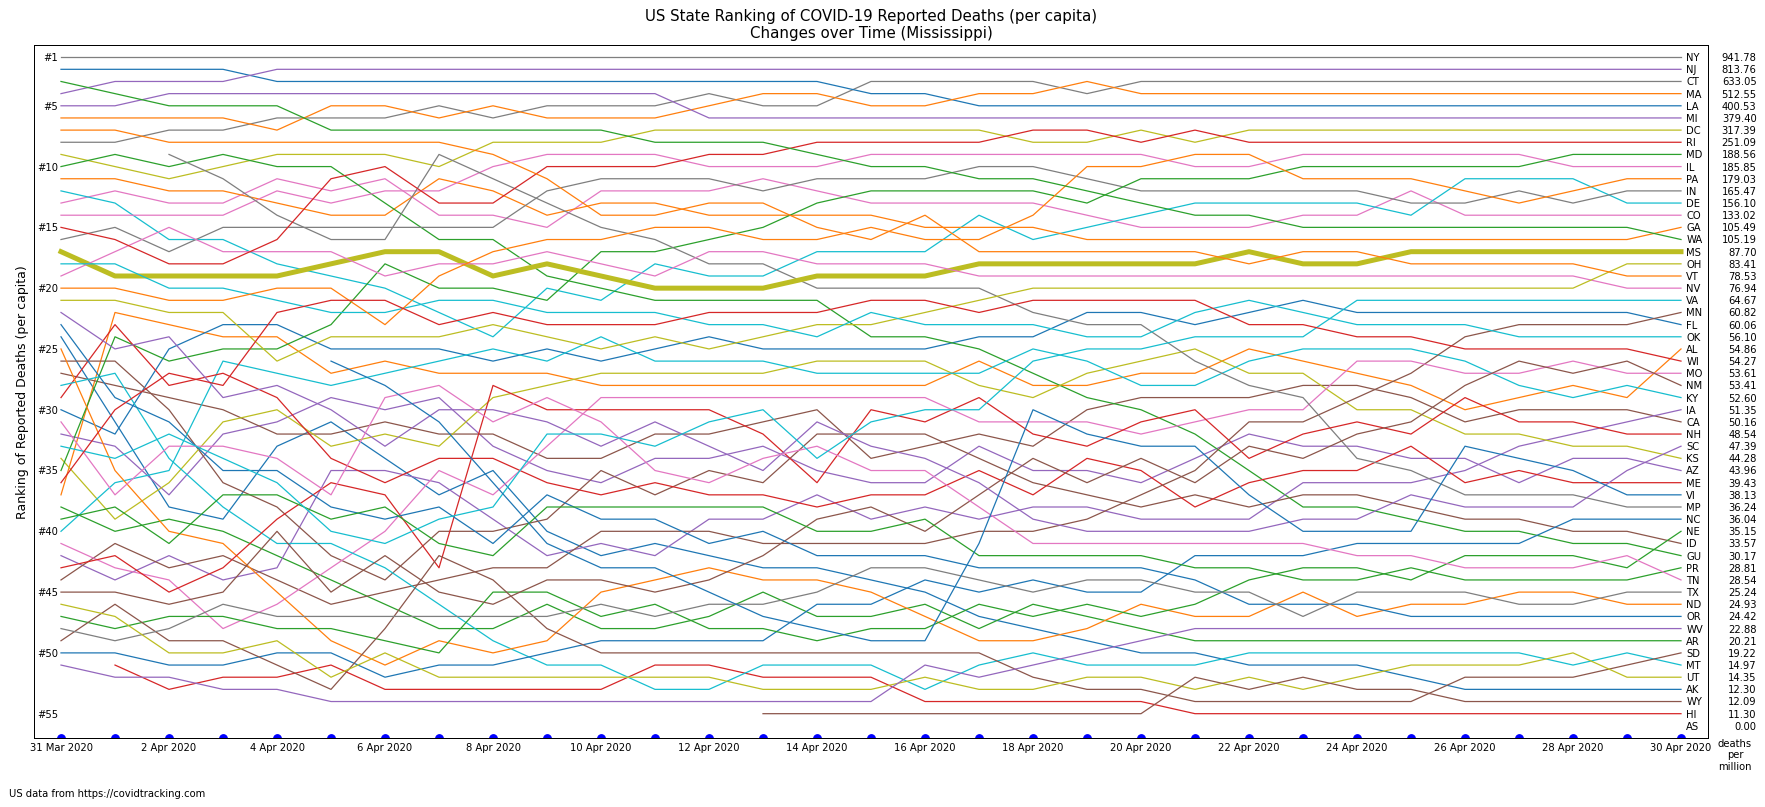 US State Ranking of COVID-19 Reported Deaths (per capita)
Changes over Time (Mississippi)
Ranking of Reported Deaths (per capita)
#1
#5
#10
#15
#20
#25
#30
#35
#40
#45
#50
#55
NY 941.78
NJ 813.76
CT 633.05
MA 512.55
LA 400.53
MI 379.40
DC 317.39
RI 251.09
MD 188.56
IL 185.85
PA 179.03
IN 165.47
DE 156.10
CO 133.02
GA 105.49
WA 105.19
MS 87.70
OH 83.41
VT 78.53
NV 76.94
VA 64.67
MN 60.82
FL 60.06
OK 56.10
AL 54.86
WI 54.27
MO 53.61
NM 53.41
KY 52.60
IA 51.35
CA 50.16
NH 48.54
SC 47.39
KS 44.28
AZ 43.96
ME 39.43
VI 38.13
MP 36.24
NC 36.04
NE 35.15
ID 33.57
GU 30.17
PR 28.81
TN 28.54
TX 25.24
ND 24.93
OR 24.42
WV 22.88
AR 20.21
SD 19.22
MT 14.97
UT 14.35
AK 12.30
WY 12.09
HI 11.30
AS 0.00
31 Mar 2020 2 Apr 2020 4 Apr 2020 6 Apr 2020 8 Apr 2020 10 Apr 2020 12 Apr 2020 14 Apr 2020 16 Apr 2020 18 Apr 2020 20 Apr 2020 22 Apr 2020 24 Apr 2020 26 Apr 2020 28 Apr 2020 30 Apr 2020
deaths
per
million
US data from https://covidtracking.com